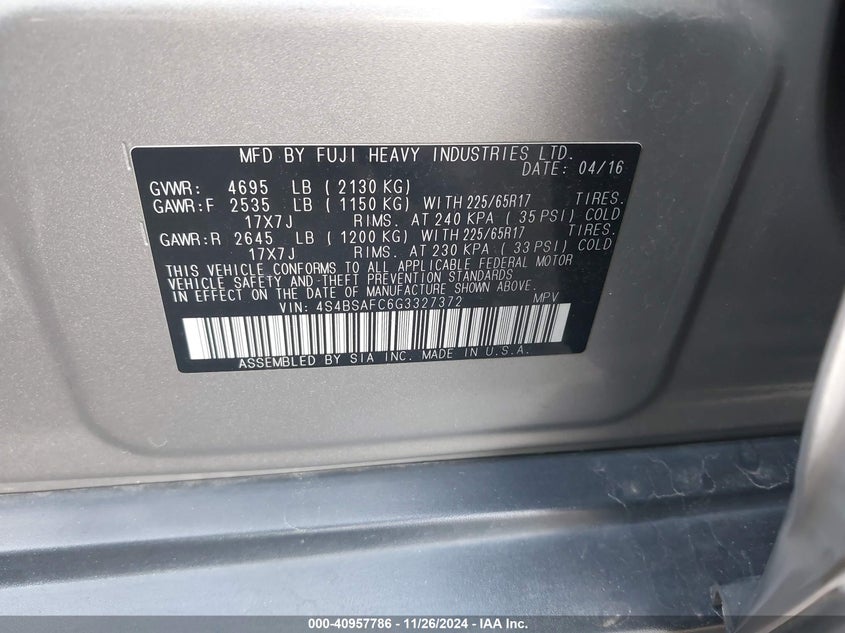 MFD BY FUJI HEAVY INDUSTRIES LTD.
DATE: 04/16
GVWR: 4695 LB ( 2130 KG)
GAWR:F 2535 LB ( 1150 KG) WITH 225/65R17 TIRES.
17X7J RIMS. AT 240 KPA ( 35 PSI) COLD
GAWR:R 2645 LB ( 1200 KG) WITH 225/65R17 TIRES.
17X7J RIMS. AT 230 KPA ( 33 PSI) COLD
THIS VEHICLE CONFORMS TO ALL APPLICABLE FEDERAL MOTOR
VEHICLE SAFETY AND THEFT PREVENTION STANDARDS
IN EFFECT ON THE DATE OF MANUFACTURE SHOWN ABOVE.
VIN: 4S4BSAFC6G3327372 MPV
ASSEMBLED BY SIA INC. MADE IN U.S.A.
000-40957786 - 11/26/2024 - IAA Inc.